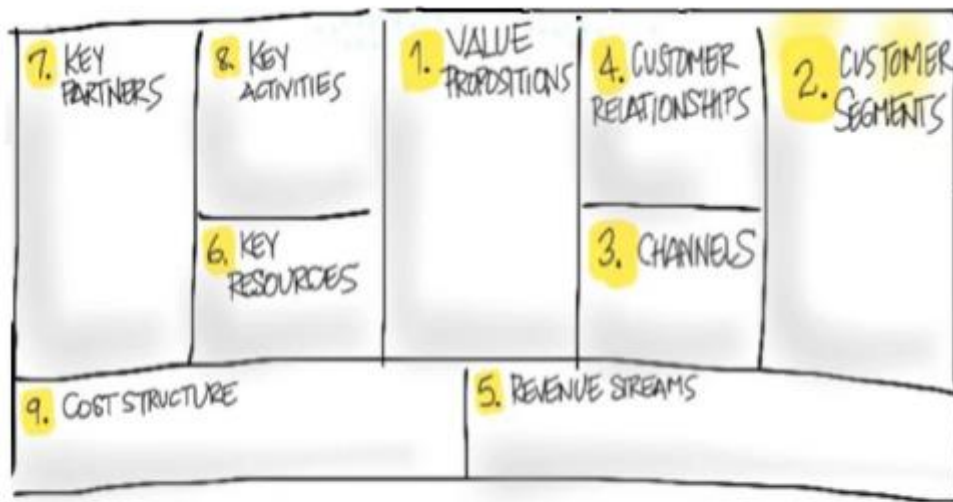 7. KEY
PARTNERS
8. KEY
ACTIVITIES
6. KEY
RESOURCES
1. VALUE
PROPOSITIONS
4. CUSTOMER
RELATIONSHIPS
3. CHANNELS
2. CUSTOMER
SEGMENTS
9. COST STRUCTURE
5. REVENUE STREAMS